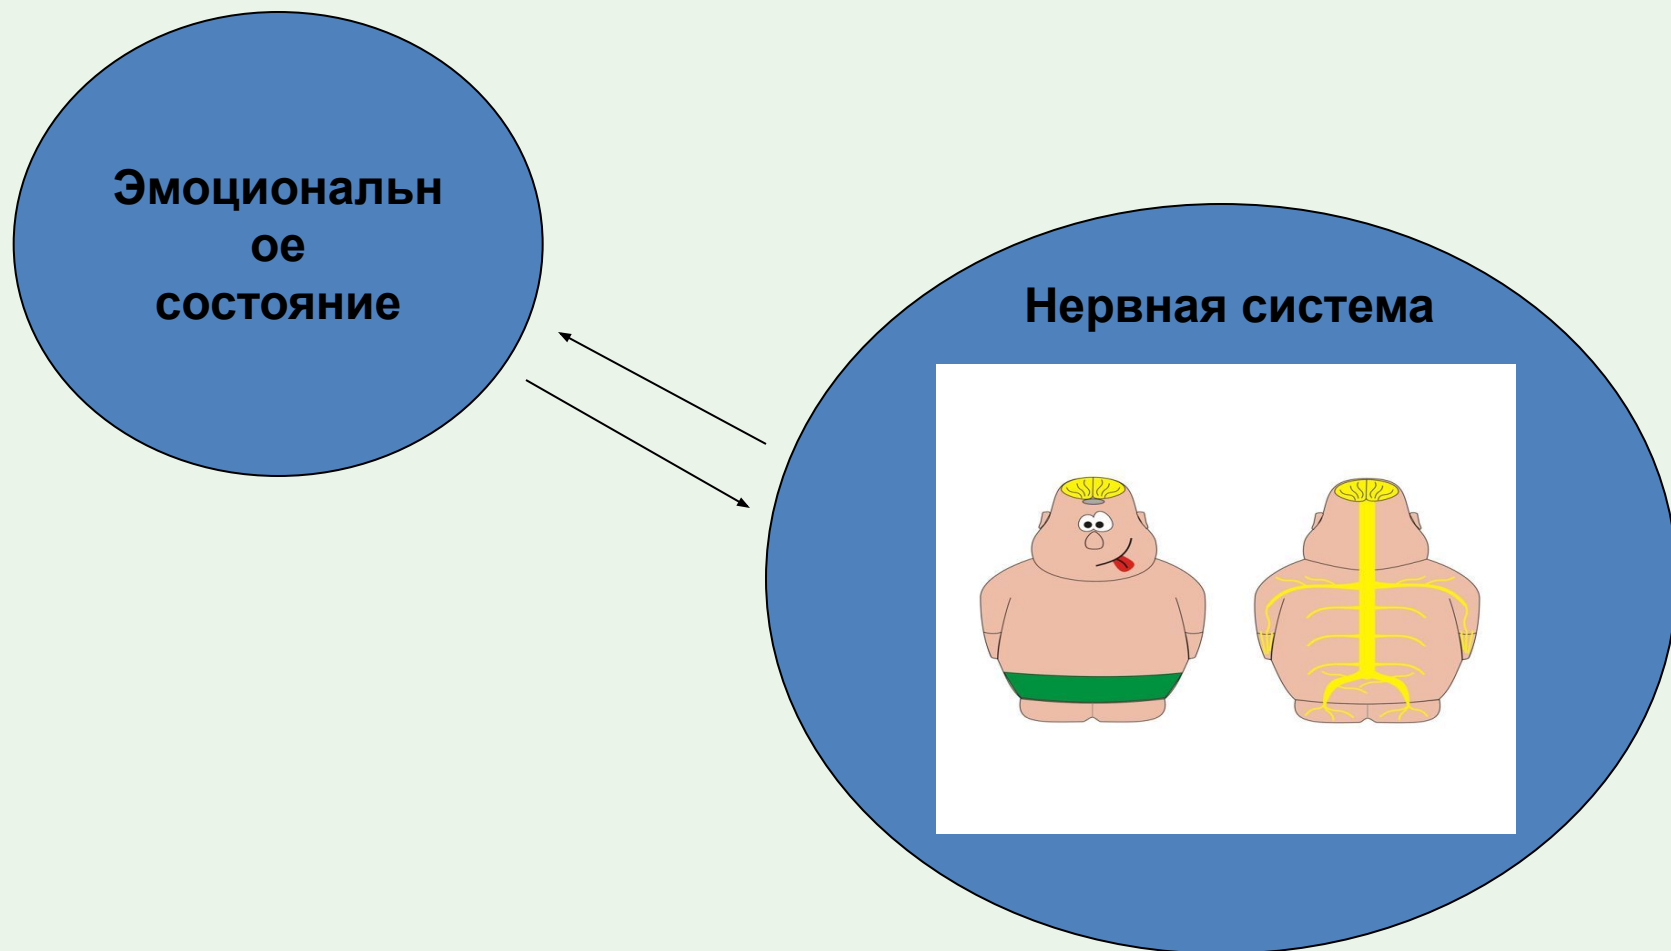 Эмоциональн
ое
состояние
Нервная система